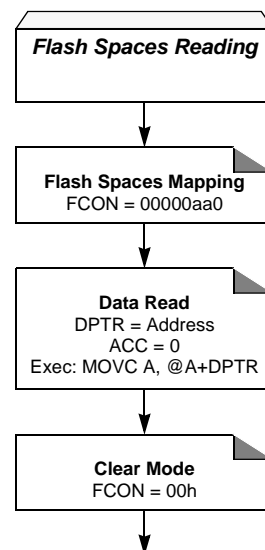 Flash Spaces Reading
Flash Spaces Mapping
FCON = 00000aa0
Data Read
DPTR = Address
ACC = 0
Exec: MOVC A, @A+DPTR
Clear Mode
FCON = 00h